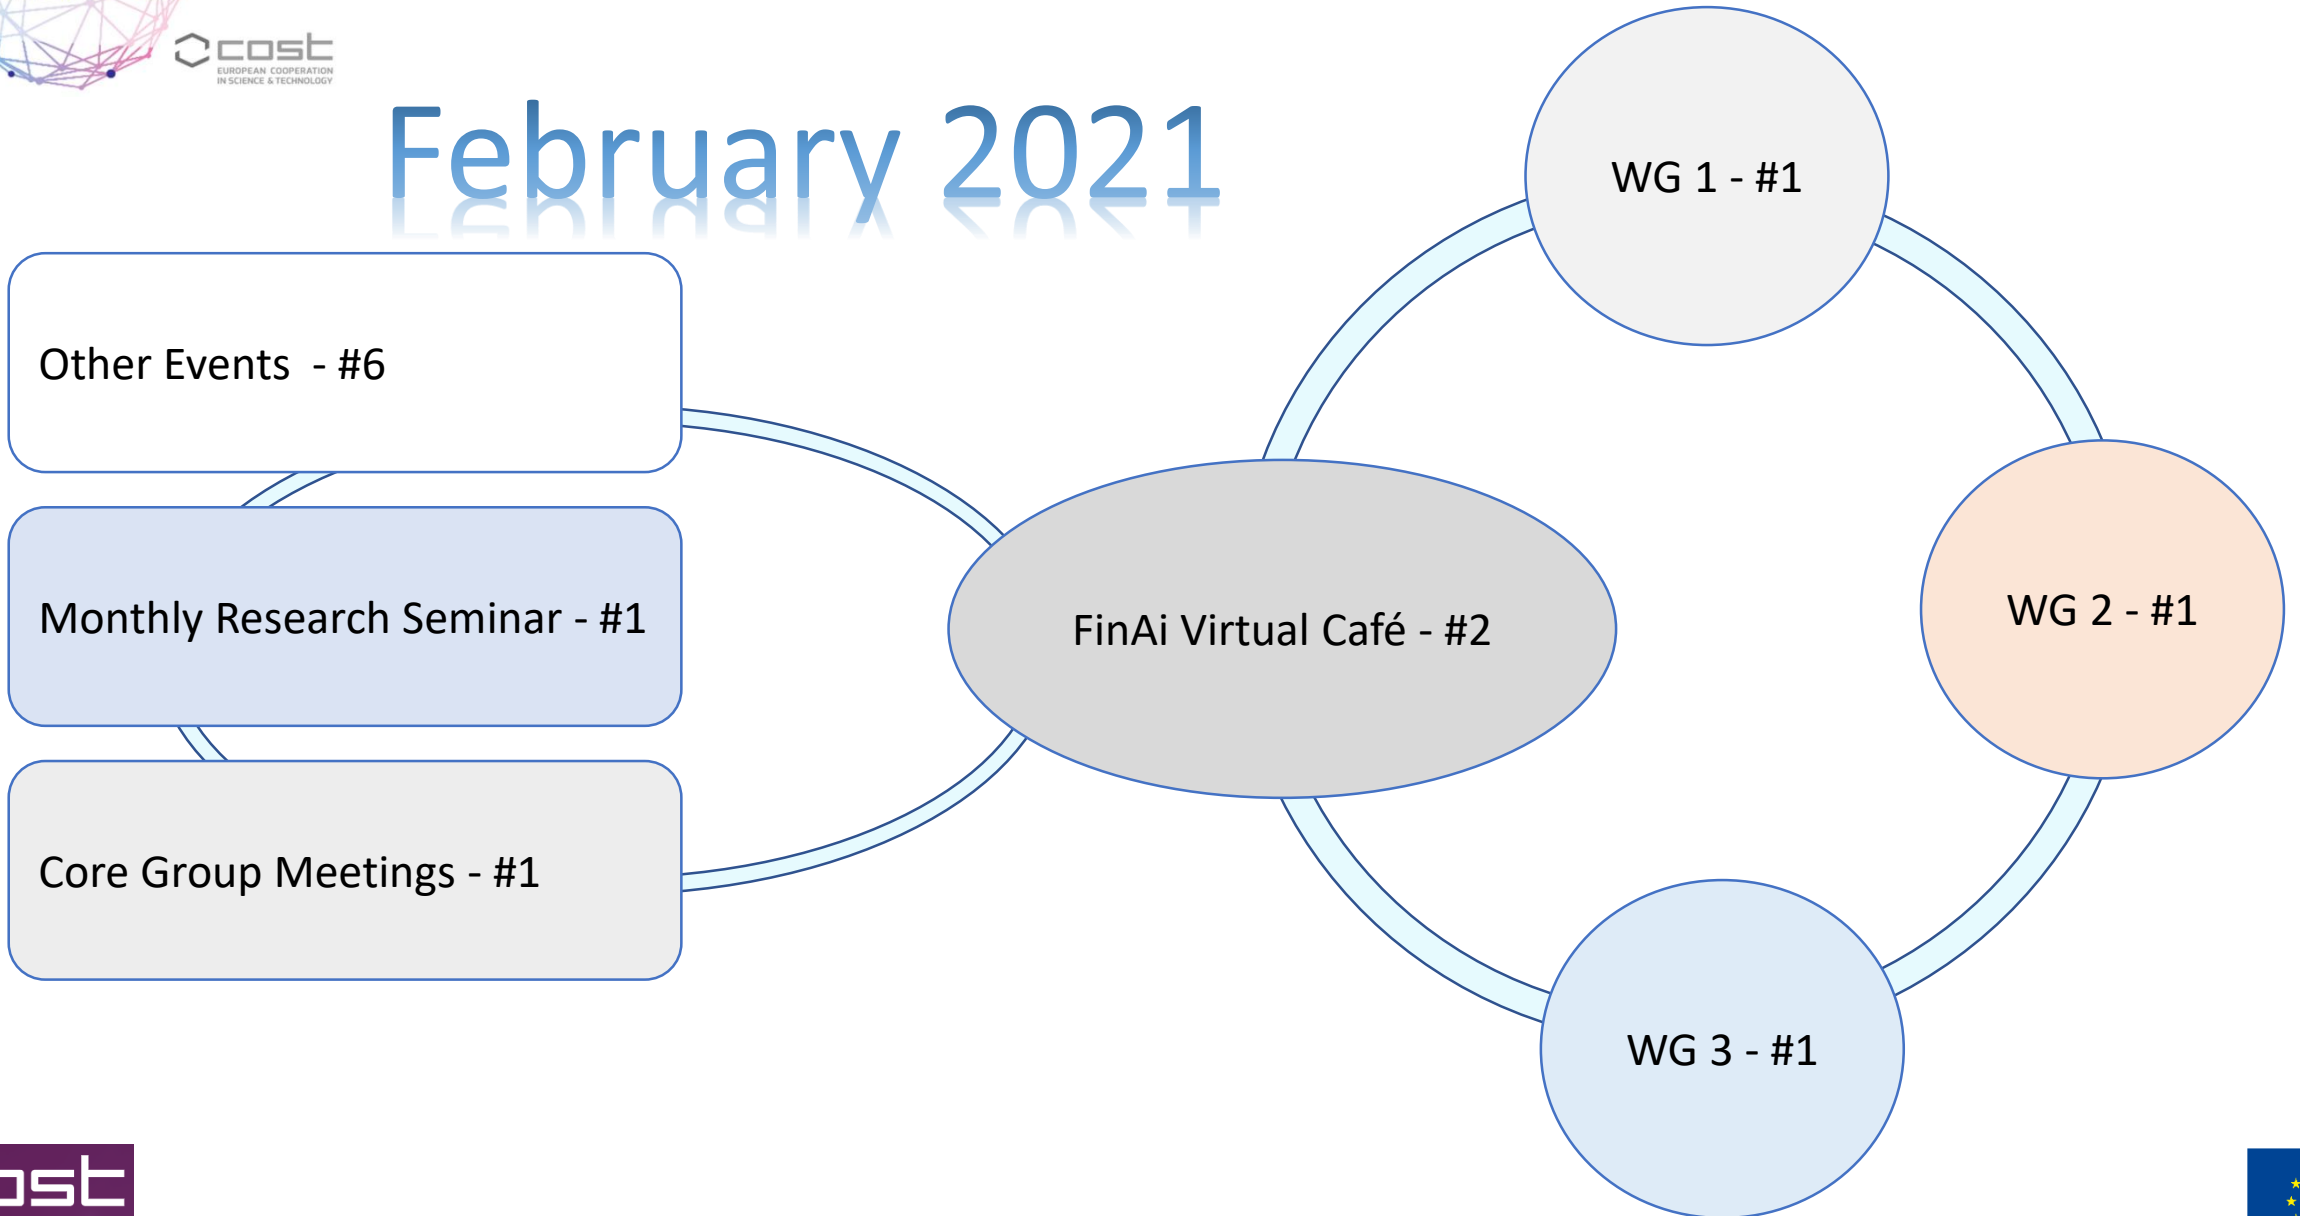 cost
EUROPEAN COOPERATION
IN SCIENCE & TECHNOLOGY
February 2021
WG 1 - #1
Other Events - #6
Monthly Research Seminar - #1
FinAi Virtual Café - #2
WG 2 - #1
Core Group Meetings - #1
WG 3 - #1
ost